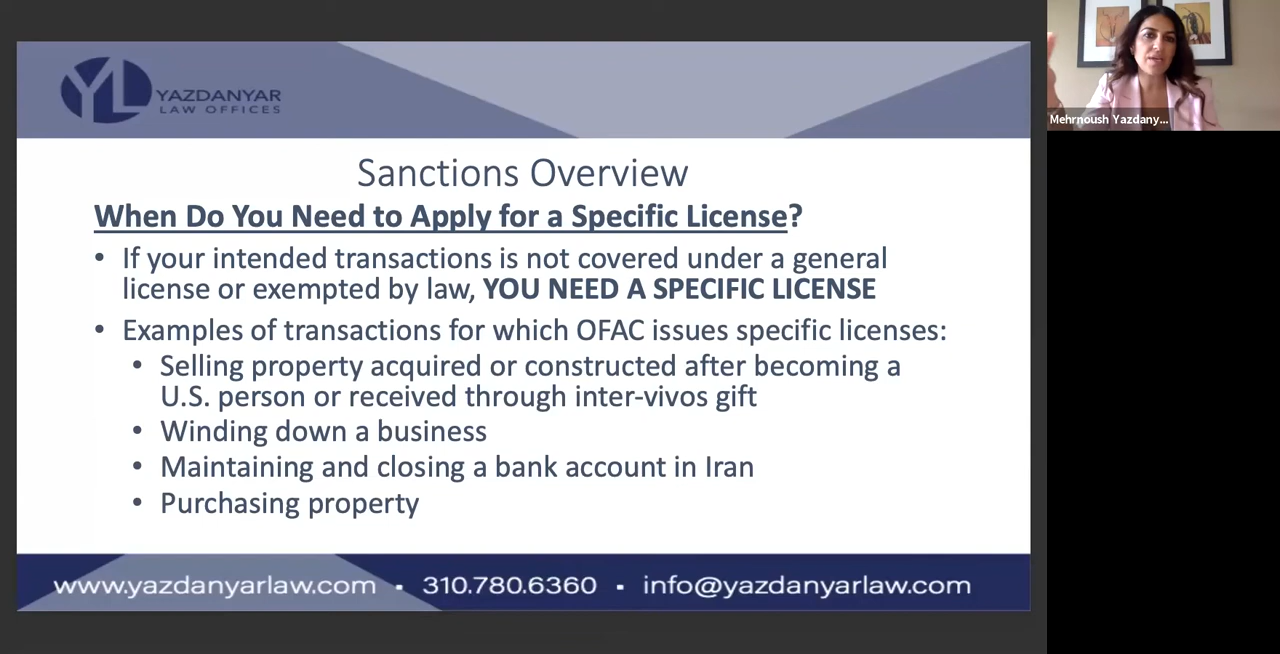 YL YAZDANYAR
LAW OFFICES
Mehrnoush Yazdany...
Sanctions Overview
When Do You Need to Apply for a Specific License?
• If your intended transactions is not covered under a general
license or exempted by law, YOU NEED A SPECIFIC LICENSE
• Examples of transactions for which OFAC issues specific licenses:
• Selling property acquired or constructed after becoming a
U.S. person or received through inter-vivos gift
• Winding down a business
• Maintaining and closing a bank account in Iran
• Purchasing property
www.yazdanyarlaw.com • 310.780.6360 • info@yazdanyarlaw.com